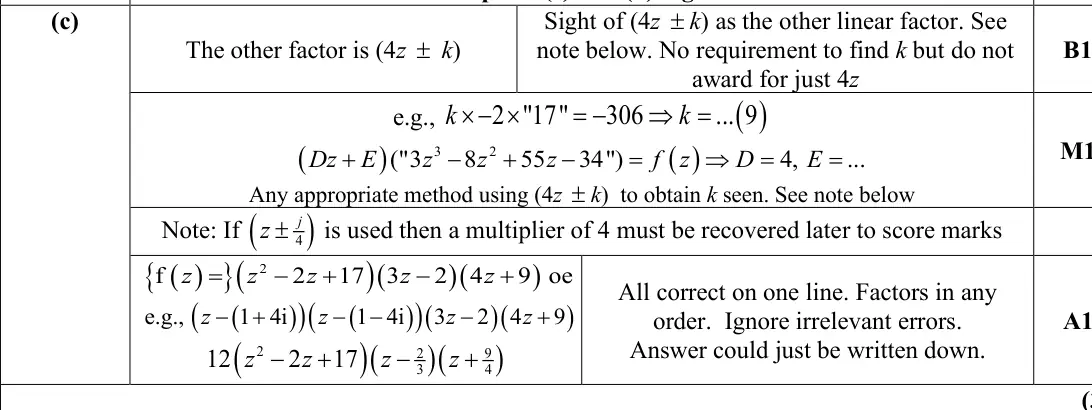 (c)
The other factor is (4z ± k)
Sight of (4z ± k) as the other linear factor. See
note below. No requirement to find k but do not
award for just 4z
B1
e.g., k × −2 × "17" = −306 ⇒ k = ...(9)
(Dz + E)("3z³ − 8z² + 55z − 34") = f(z) ⇒ D = 4, E = ...
Any appropriate method using (4z ± k) to obtain k seen. See note below
M1
Note: If (z ± j/4) is used then a multiplier of 4 must be recovered later to score marks
{f(z) =}(z² − 2z + 17)(3z − 2)(4z + 9) oe
e.g., (z − (1 + 4i))(z − (1 − 4i))(3z − 2)(4z + 9)
12(z² − 2z + 17)(z − 2/3)(z + 9/4)
All correct on one line. Factors in any
order. Ignore irrelevant errors.
Answer could just be written down.
A1